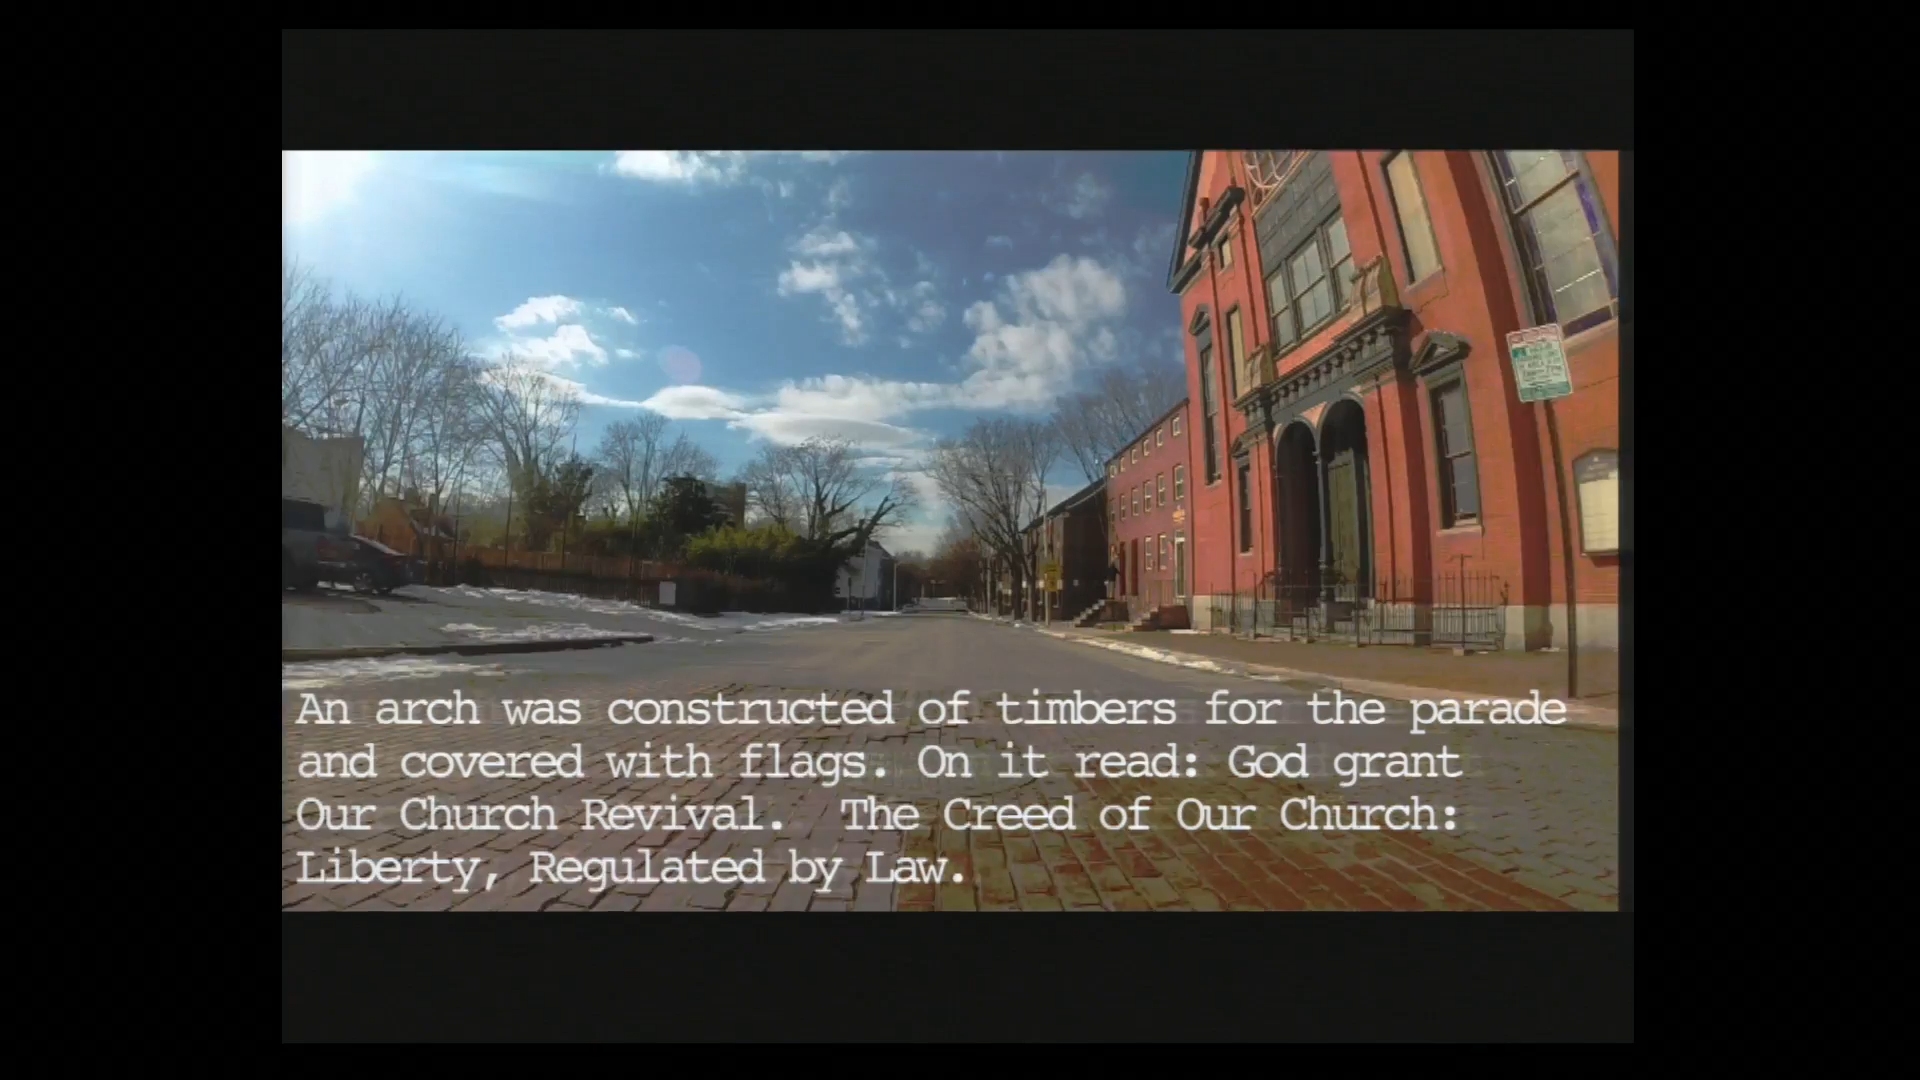 An arch was constructed of timbers for the parade
and covered with flags. On it read: God grant
Our Church Revival.  The Creed of Our Church:
Liberty, Regulated by Law.